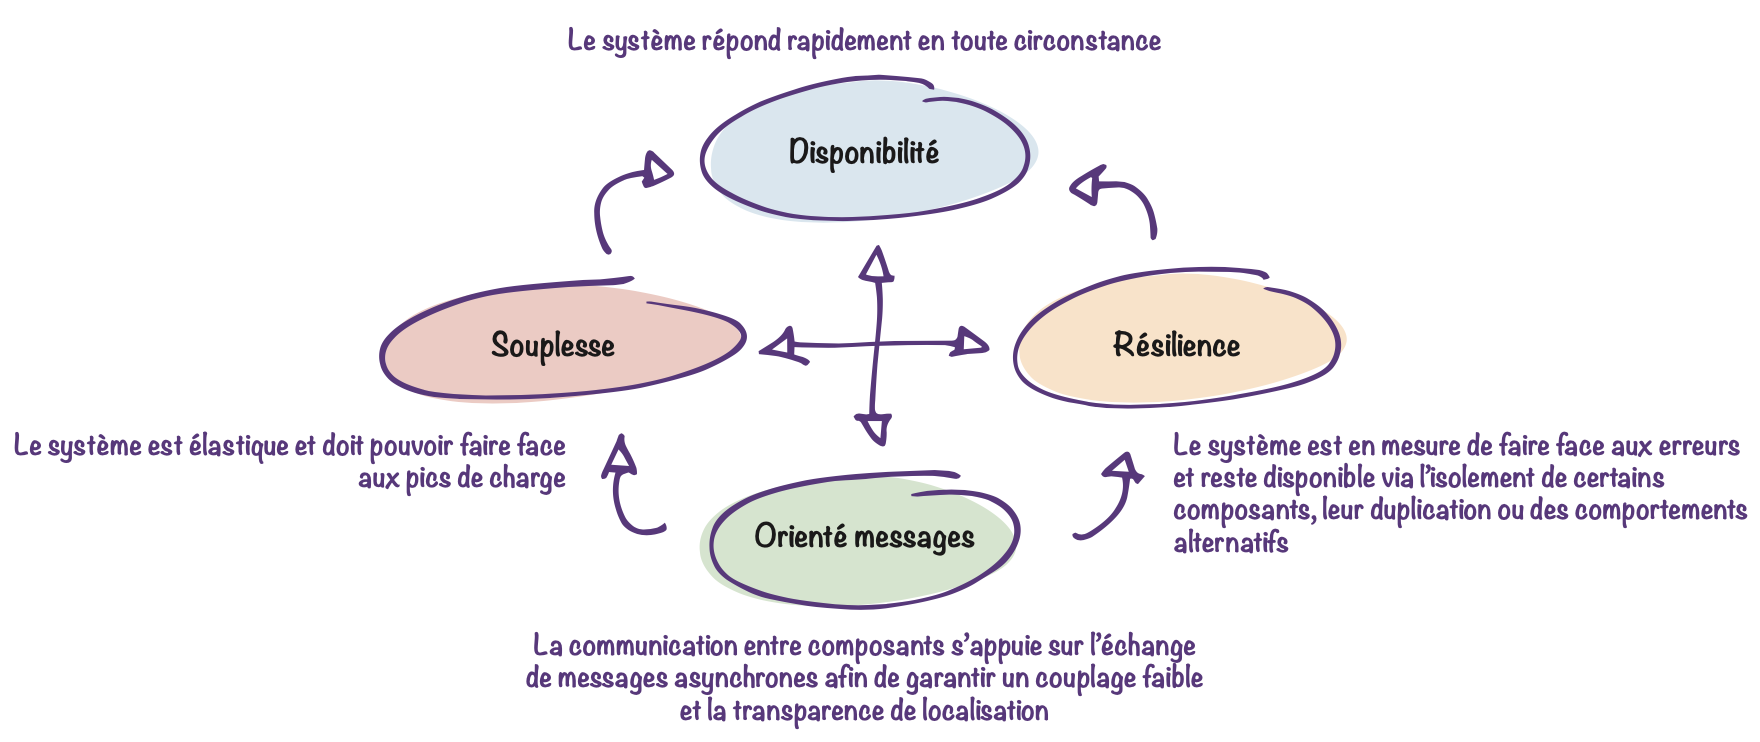 Le système répond rapidement en toute circonstance
Disponibilité
Souplesse
Résilience
Le système est élastique et doit pouvoir faire face
aux pics de charge
Le système est en mesure de faire face aux erreurs
et reste disponible via l'isolement de certains
composants, leur duplication ou des comportements
alternatifs
Orienté messages
La communication entre composants s'appuie sur l'échange
de messages asynchrones afin de garantir un couplage faible
et la transparence de localisation